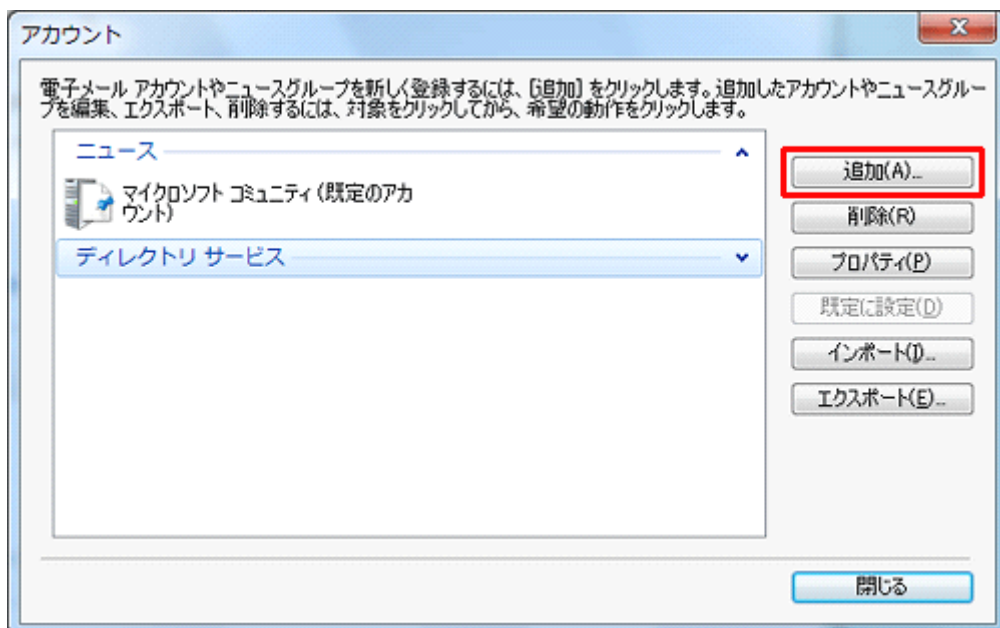 アカウント
電子メール アカウントやニュースグループを新しく登録するには、[追加] をクリックします。追加したアカウントやニュースグルー
プを編集、エクスポート、削除するには、対象をクリックしてから、希望の動作をクリックします。
ニュース
マイクロソフト コミュニティ (既定のアカ
ウント)
ディレクトリ サービス
追加(A)...
削除(R)
プロパティ(P)
既定に設定(D)
インポート(I)...
エクスポート(E)...
閉じる